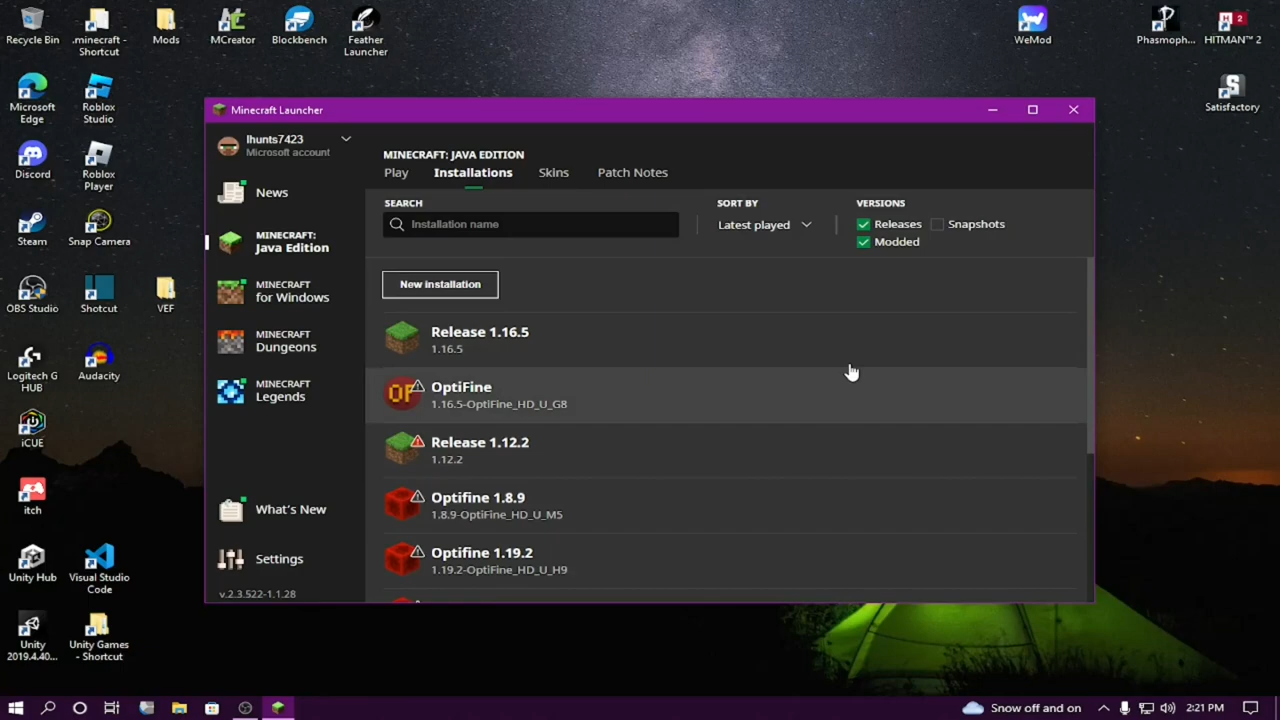 Recycle Bin
.minecraft -
Shortcut
Mods
MCreator
Blockbench
Feather
Launcher
WeMod
Phasmoph...
HITMAN™ 2
Microsoft
Edge
Roblox
Studio
Satisfactory
Discord
Roblox
Player
Steam
Snap Camera
OBS Studio
Shotcut
VEF
Logitech G
HUB
Audacity
iCUE
itch
Unity Hub
Visual Studio
Code
Unity
2019.4.40...
Unity Games
- Shortcut
Minecraft Launcher
lhunts7423
Microsoft account
News
MINECRAFT:
Java Edition
MINECRAFT
for Windows
MINECRAFT
Dungeons
MINECRAFT
Legends
What's New
Settings
v.2.3.522-1.1.28
MINECRAFT: JAVA EDITION
Play
Installations
Skins
Patch Notes
SEARCH
Installation name
SORT BY
Latest played
VERSIONS
Releases
Snapshots
Modded
New installation
Release 1.16.5
1.16.5
OP
OptiFine
1.16.5-OptiFine_HD_U_G8
Release 1.12.2
1.12.2
Optifine 1.8.9
1.8.9-OptiFine_HD_U_M5
Optifine 1.19.2
1.19.2-OptiFine_HD_U_H9
Snow off and on
2:21 PM